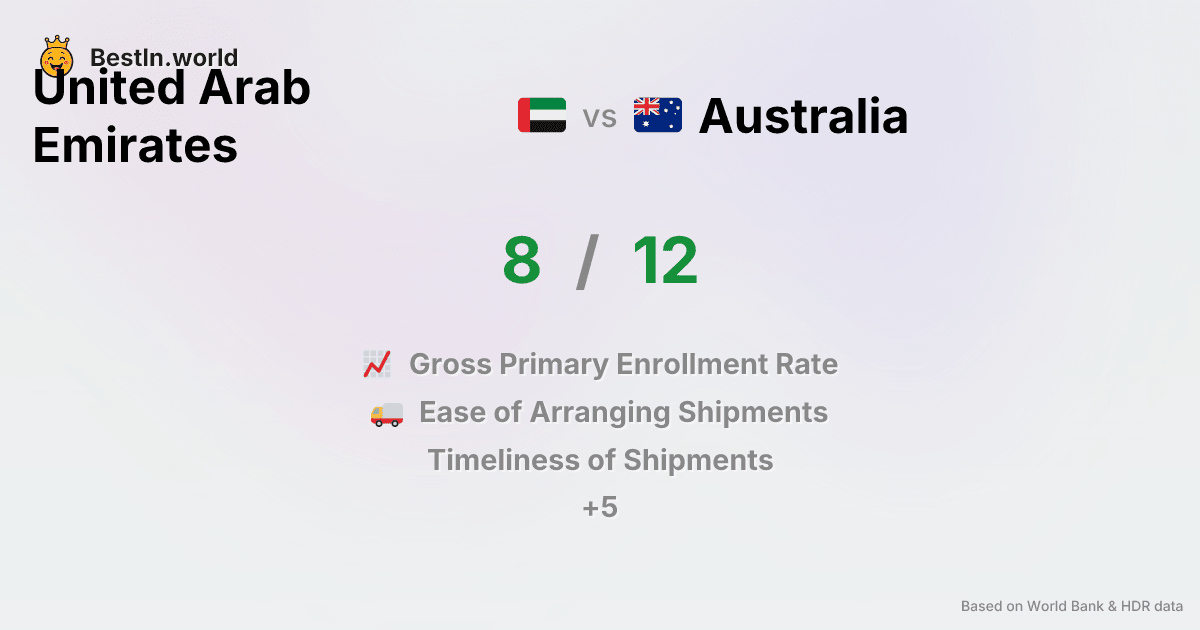 BestIn.world
United Arab
Emirates
vs
Australia
8 / 12
Gross Primary Enrollment Rate
Ease of Arranging Shipments
Timeliness of Shipments
+5
Based on World Bank & HDR data